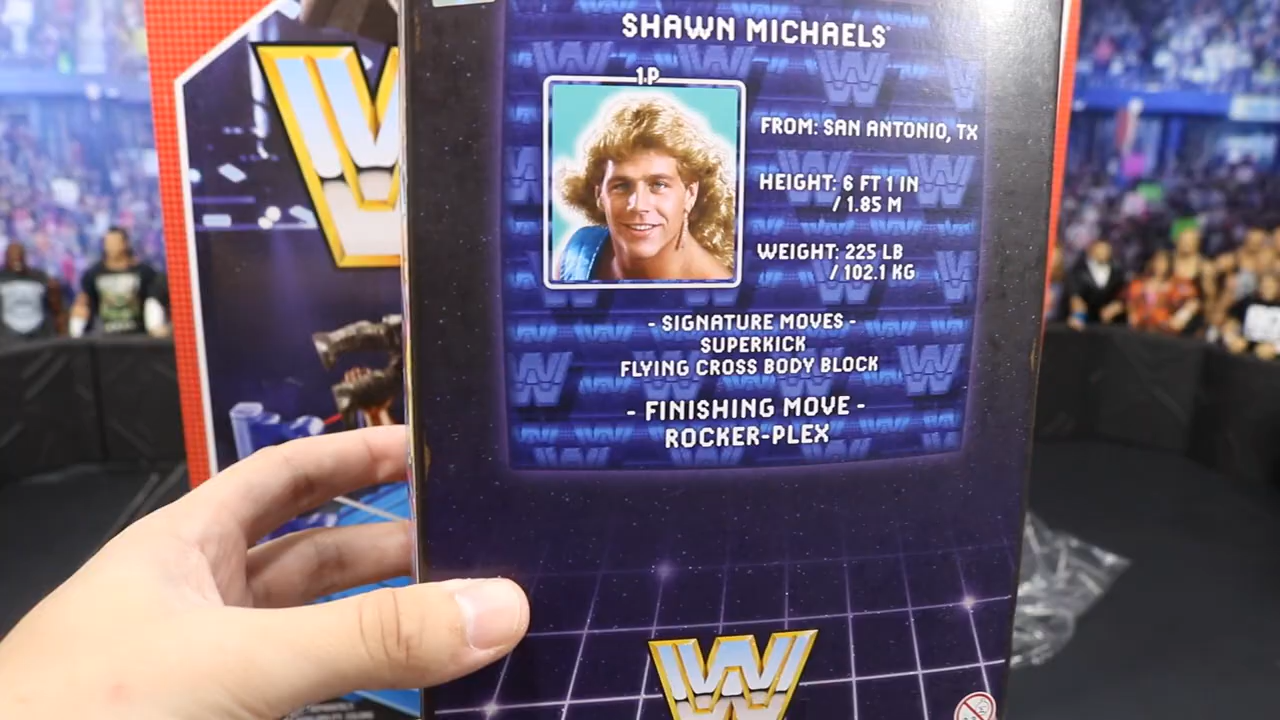 SHAWN MICHAELS
1P
FROM: SAN ANTONIO, TX
HEIGHT: 6 FT 1 IN
/ 1.85 M
WEIGHT: 225 LB
/ 102.1 KG
- SIGNATURE MOVES -
SUPERKICK
FLYING CROSS BODY BLOCK
- FINISHING MOVE -
ROCKER-PLEX